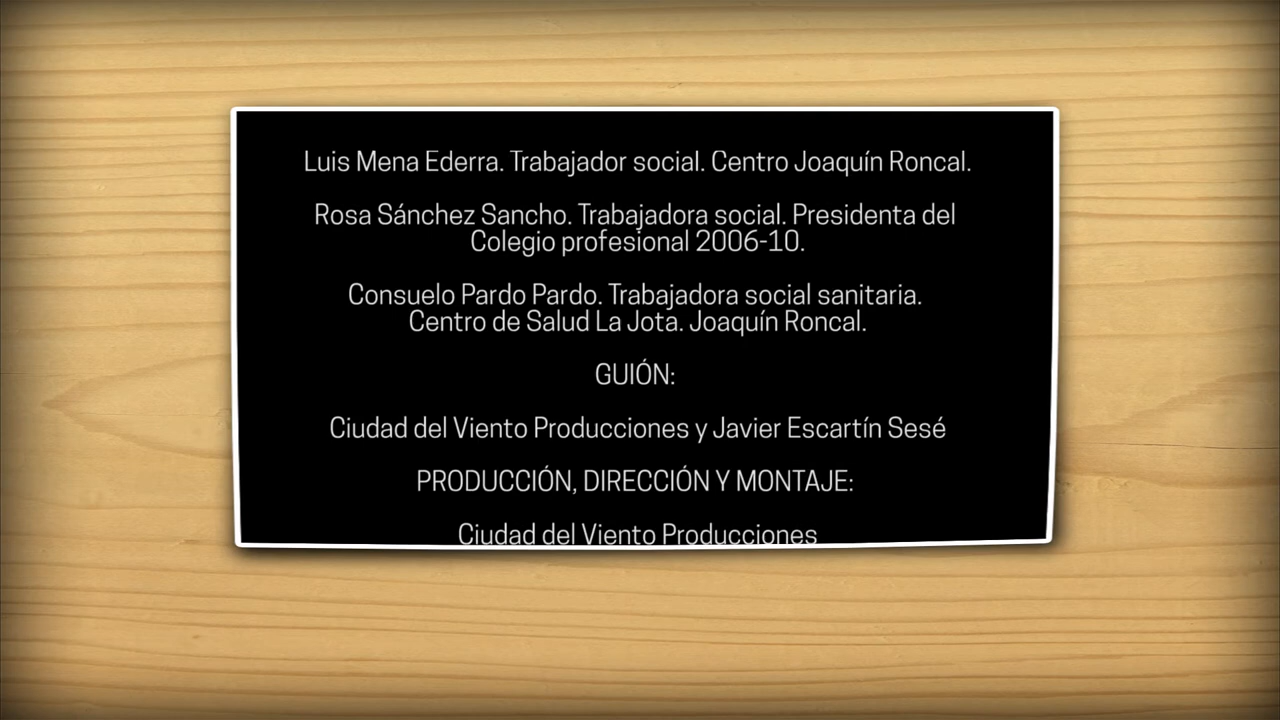 Luis Mena Ederra. Trabajador social. Centro Joaquín Roncal.
Rosa Sánchez Sancho. Trabajadora social. Presidenta del
Colegio profesional 2006-10.
Consuelo Pardo Pardo. Trabajadora social sanitaria.
Centro de Salud La Jota. Joaquín Roncal.
GUIÓN:
Ciudad del Viento Producciones y Javier Escartín Sesé
PRODUCCIÓN, DIRECCIÓN Y MONTAJE:
Ciudad del Viento Producciones